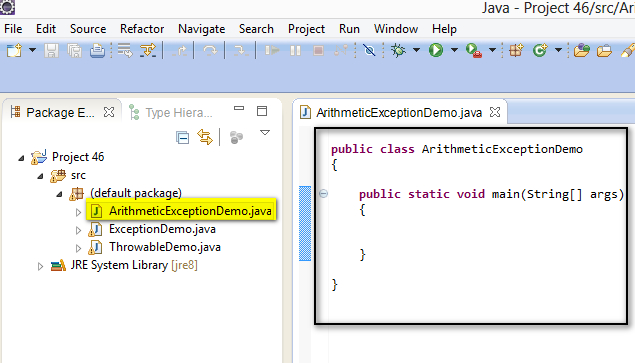 Java - Project 46/src/Ar
File Edit Source Refactor Navigate Search Project Run Window Help
Package E... Type Hiera...
ArithmeticExceptionDemo.java
Project 46
src
(default package)
ArithmeticExceptionDemo.java
ExceptionDemo.java
ThrowableDemo.java
JRE System Library [jre8]
public class ArithmeticExceptionDemo
{
public static void main(String[] args)
{
}
}